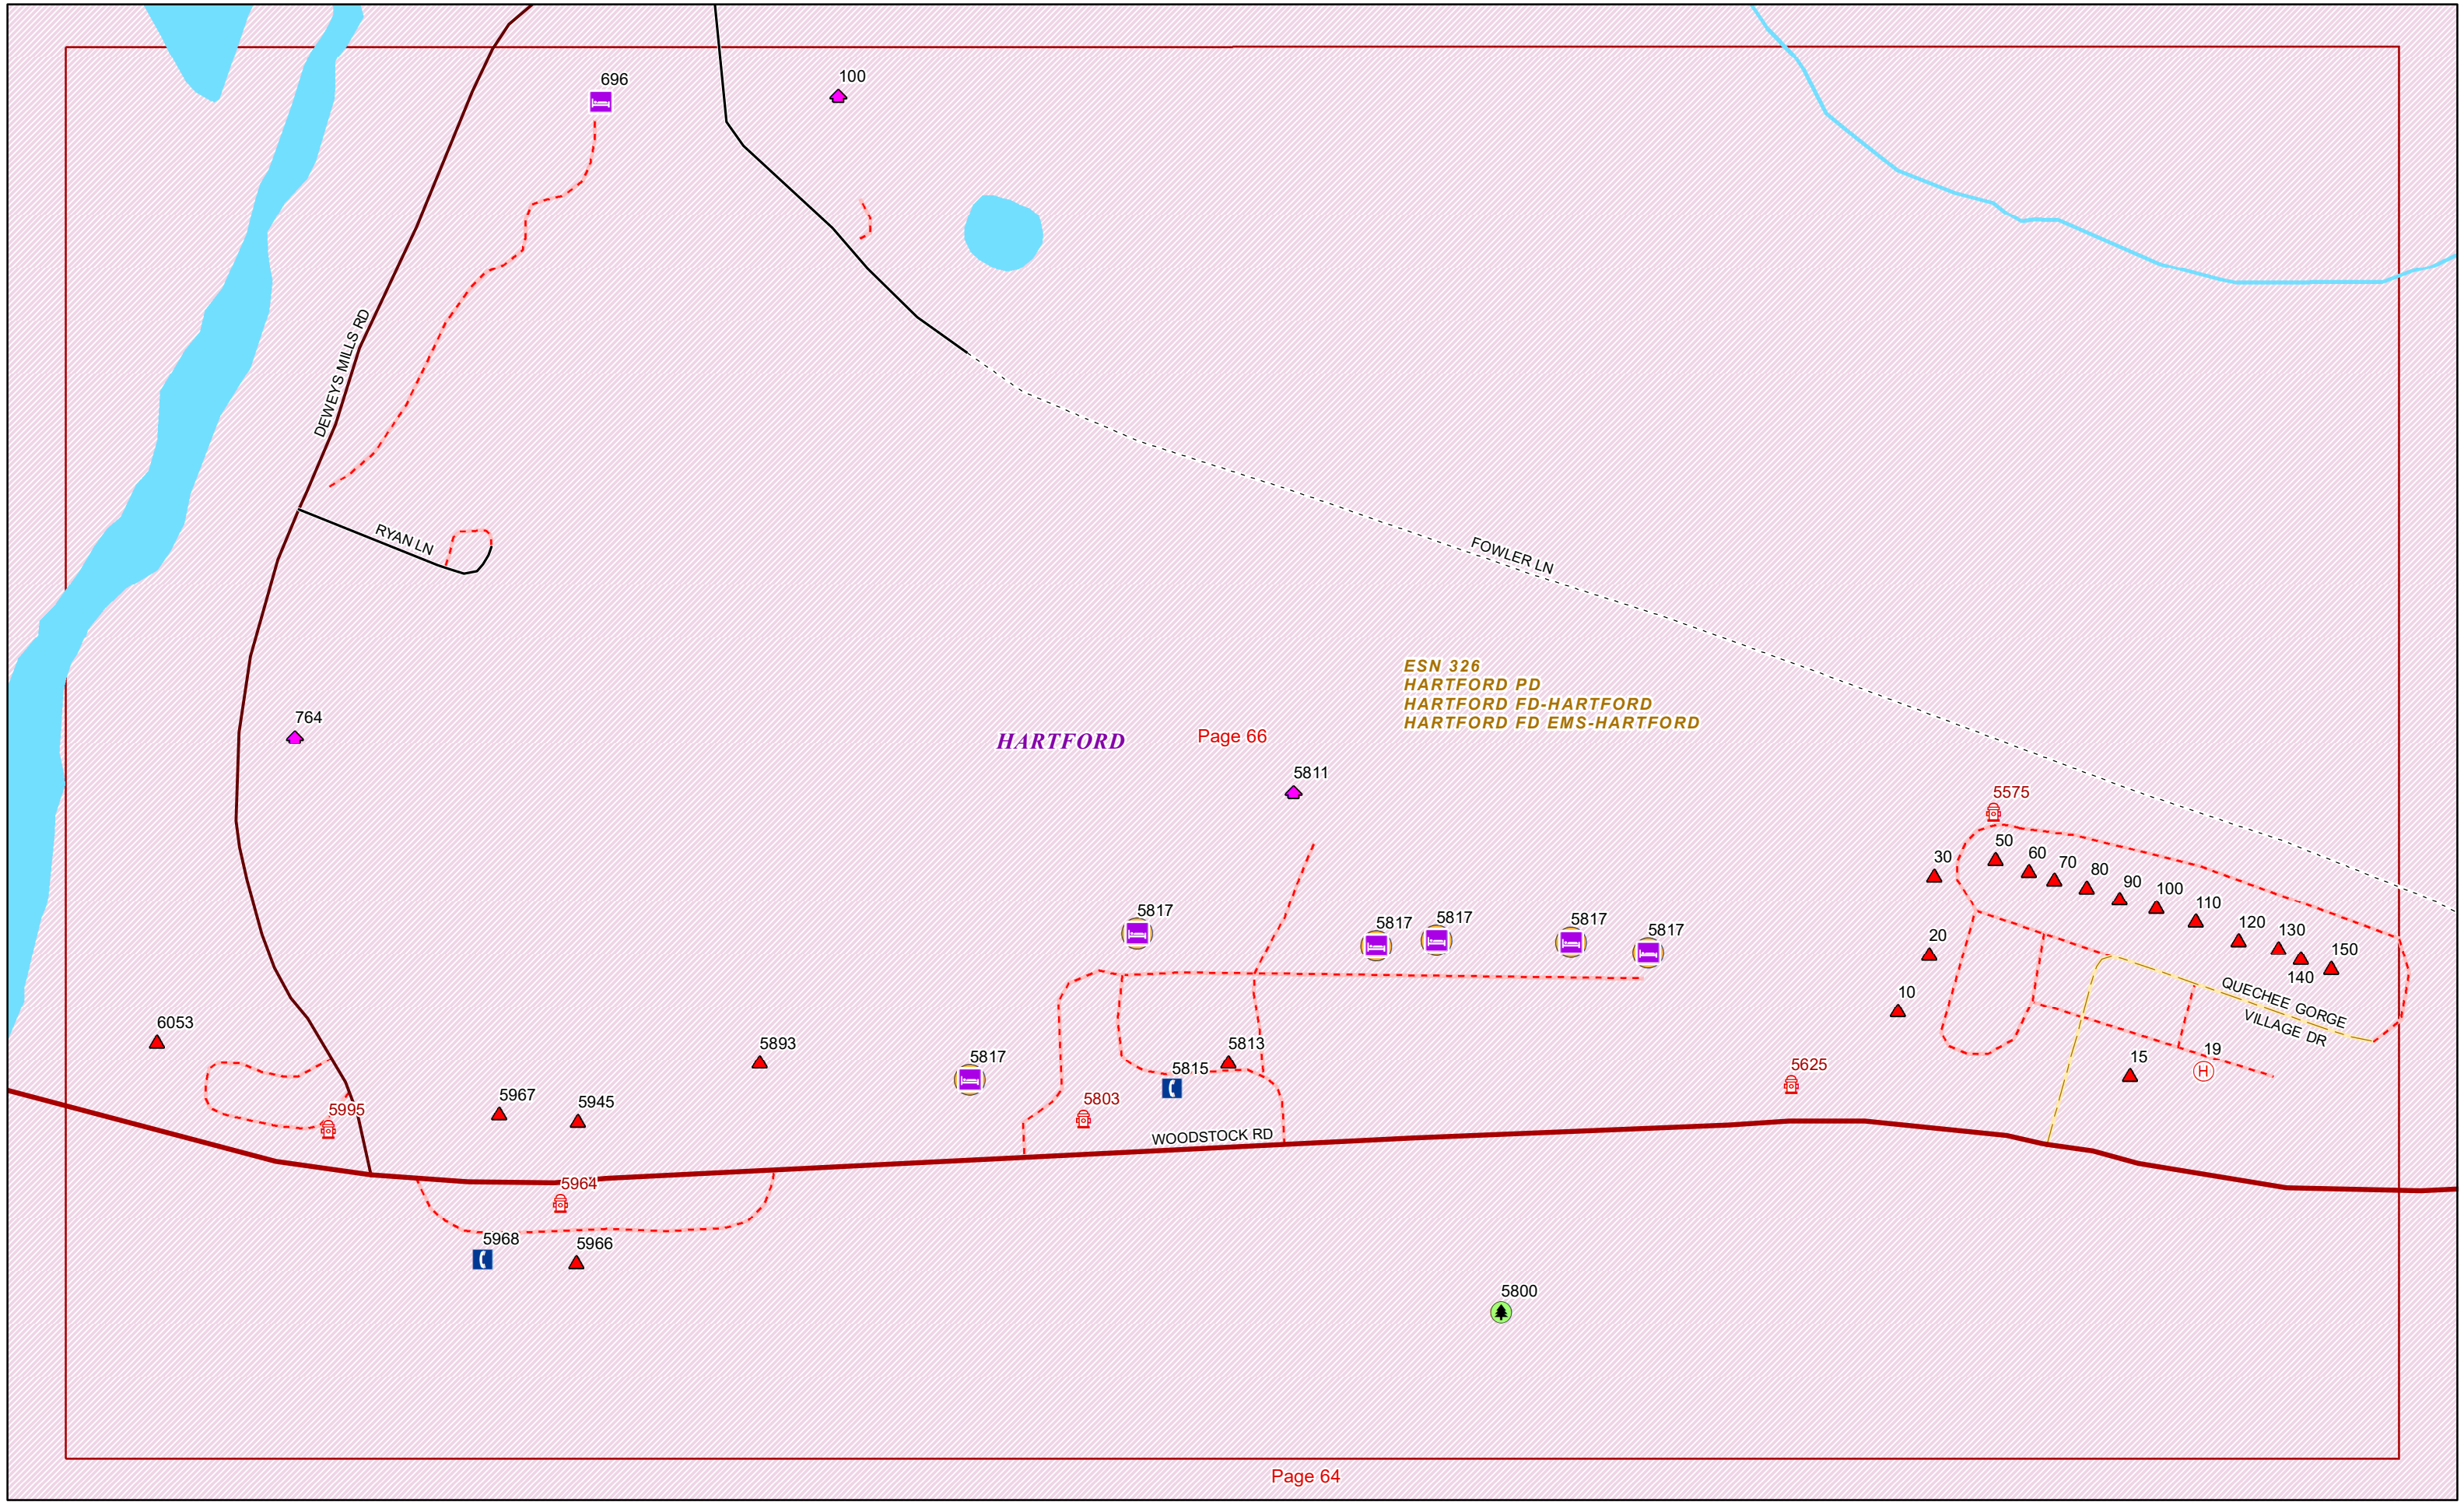 696
100
DEWEYS MILLS RD
RYAN LN
FOWLER LN
ESN 326
HARTFORD PD
HARTFORD FD-HARTFORD
HARTFORD FD EMS-HARTFORD
764
HARTFORD
Page 66
5811
5575
50
30
60
70
80
90
100
110
120
130
150
140
20
10
5817
5817
5817
5817
5817
QUECHEE GORGE
VILLAGE DR
6053
5893
5817
5813
5815
15
19
H
5625
5995
5967
5945
5803
WOODSTOCK RD
5964
5968
5966
5800
Page 64